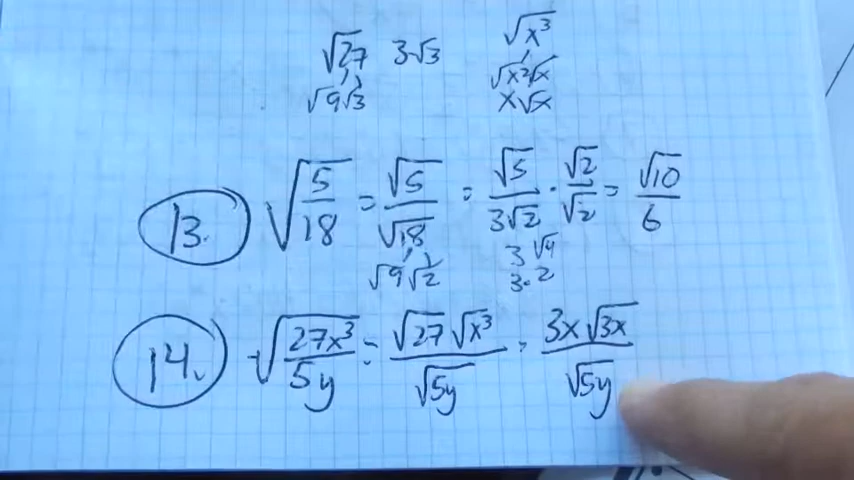 √27 3√3 √x³
√9√3 √x²√x
x√x
13. √(5/18) = √5/√18 = √5/3√2 · √2/√2 = √10/6
√9√2 3√4
3·2
14. √(27x³/5y) = √27√x³/√5y = 3x√3x/√5y